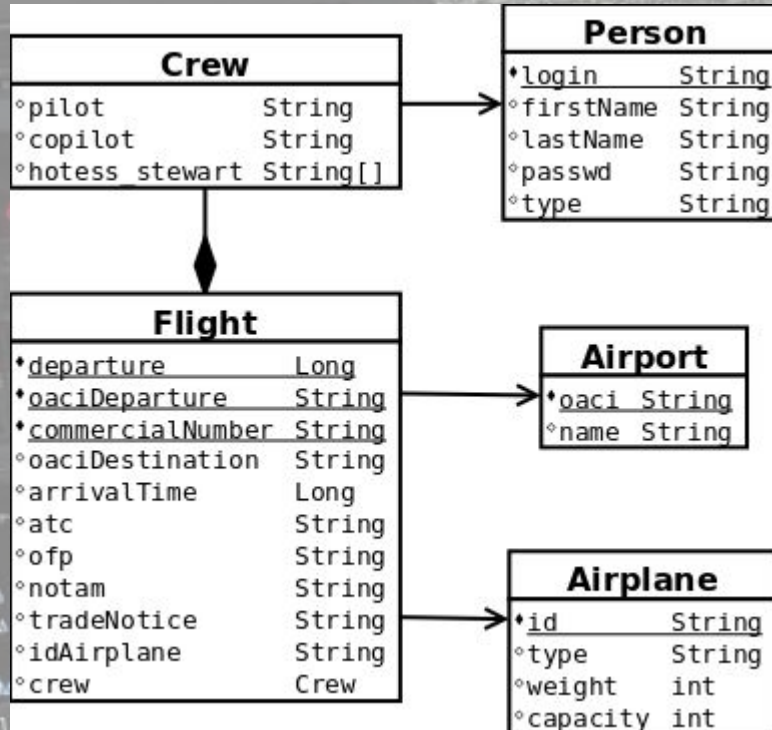 Crew
pilot String
copilot String
hotess_stewart String[]
Person
login String
firstName String
lastName String
passwd String
type String
Flight
departure Long
oaciDeparture String
commercialNumber String
oaciDestination String
arrivalTime Long
atc String
ofp String
notam String
tradeNotice String
idAirplane String
crew Crew
Airport
oaci String
name String
Airplane
id String
type String
weight int
capacity int